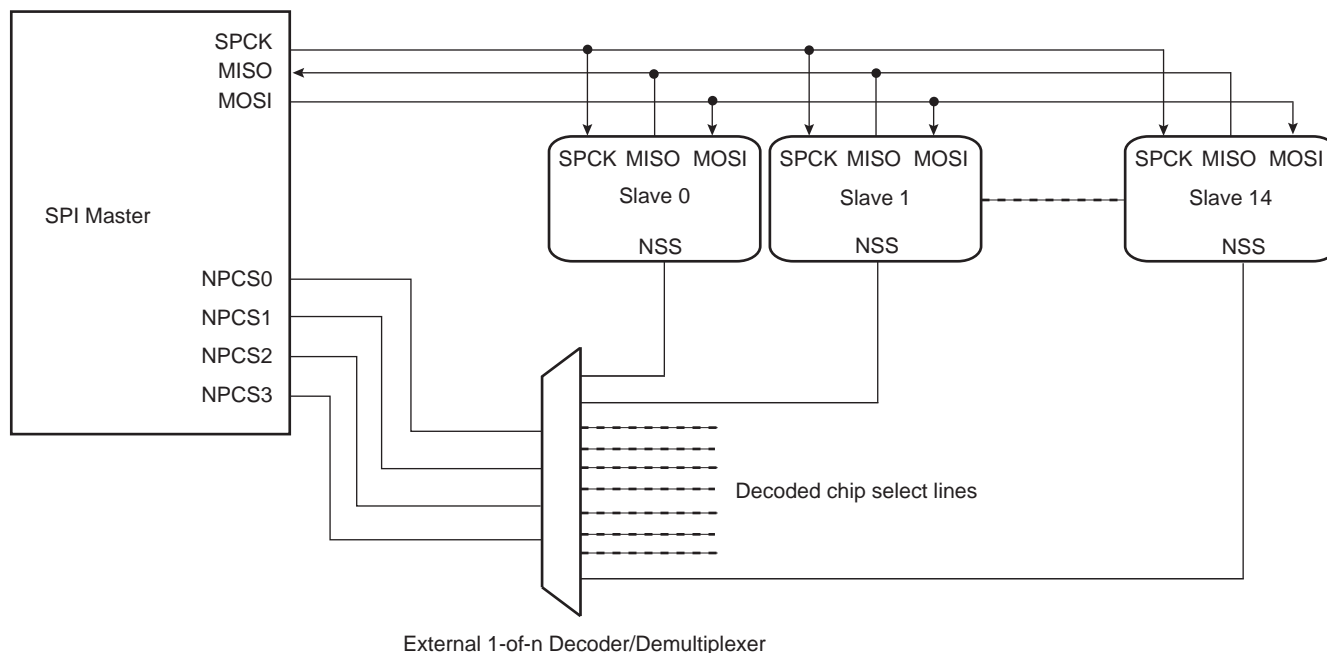 SPCK
MISO
MOSI
SPI Master
NPCS0
NPCS1
NPCS2
NPCS3
SPCK MISO MOSI
Slave 0
NSS
SPCK MISO MOSI
Slave 1
NSS
SPCK MISO MOSI
Slave 14
NSS
Decoded chip select lines
External 1-of-n Decoder/Demultiplexer